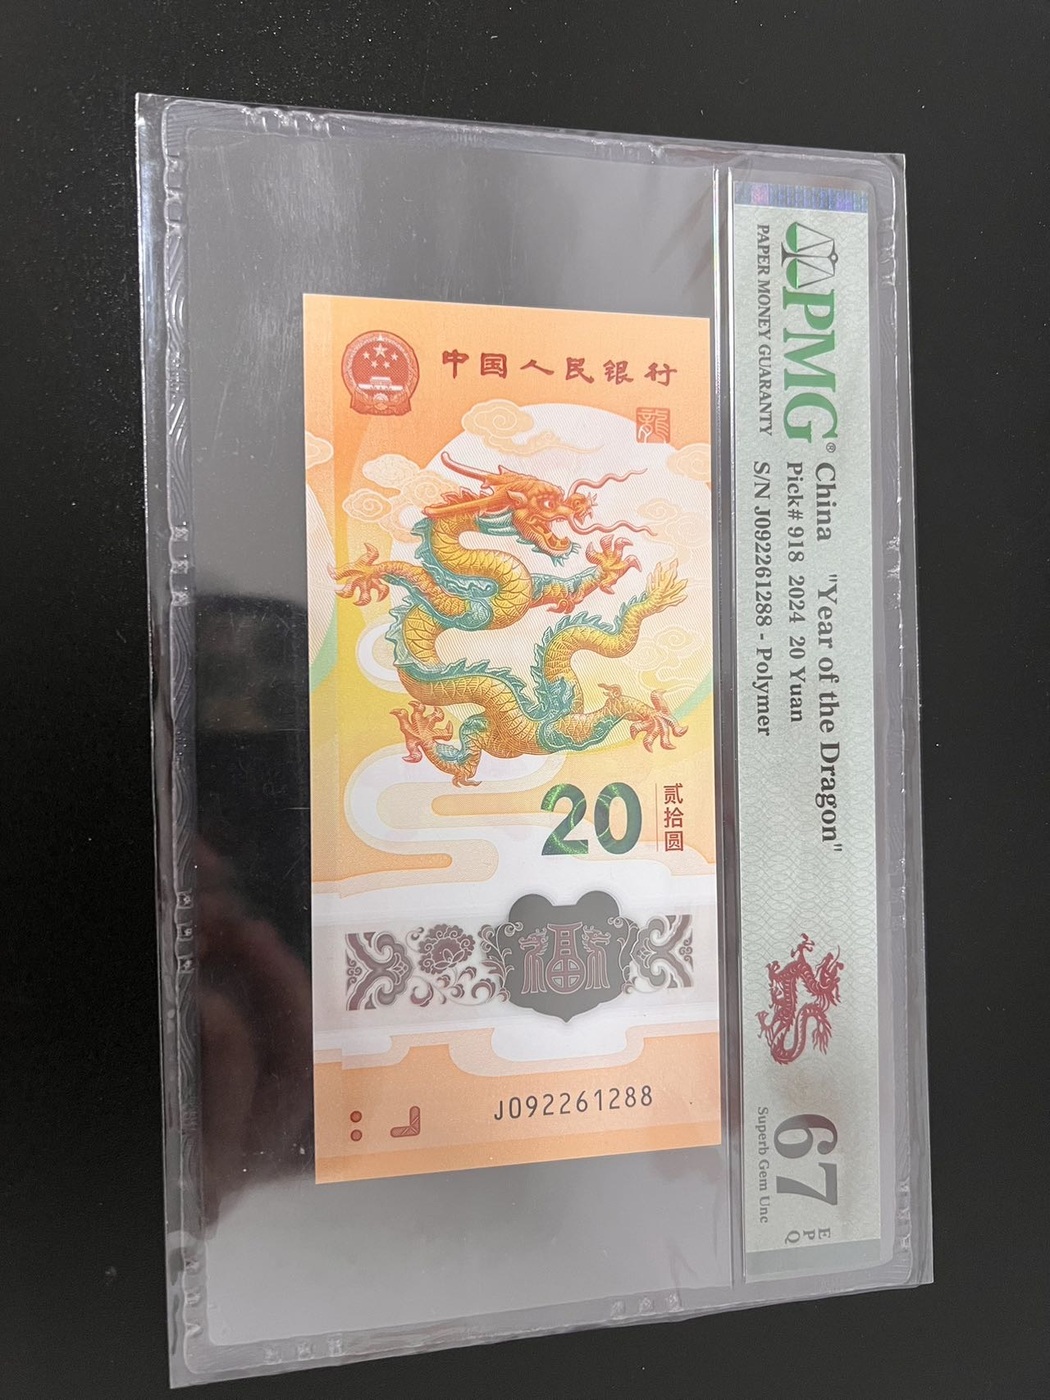 中国人民银行
龍
20
贰拾圆
福
J092261288
PMG®
PAPER MONEY GUARANTY
China "Year of the Dragon"
Pick# 918 2024 20 Yuan
S/N J092261288 - Polymer
67
EPQ
Superb Gem Unc